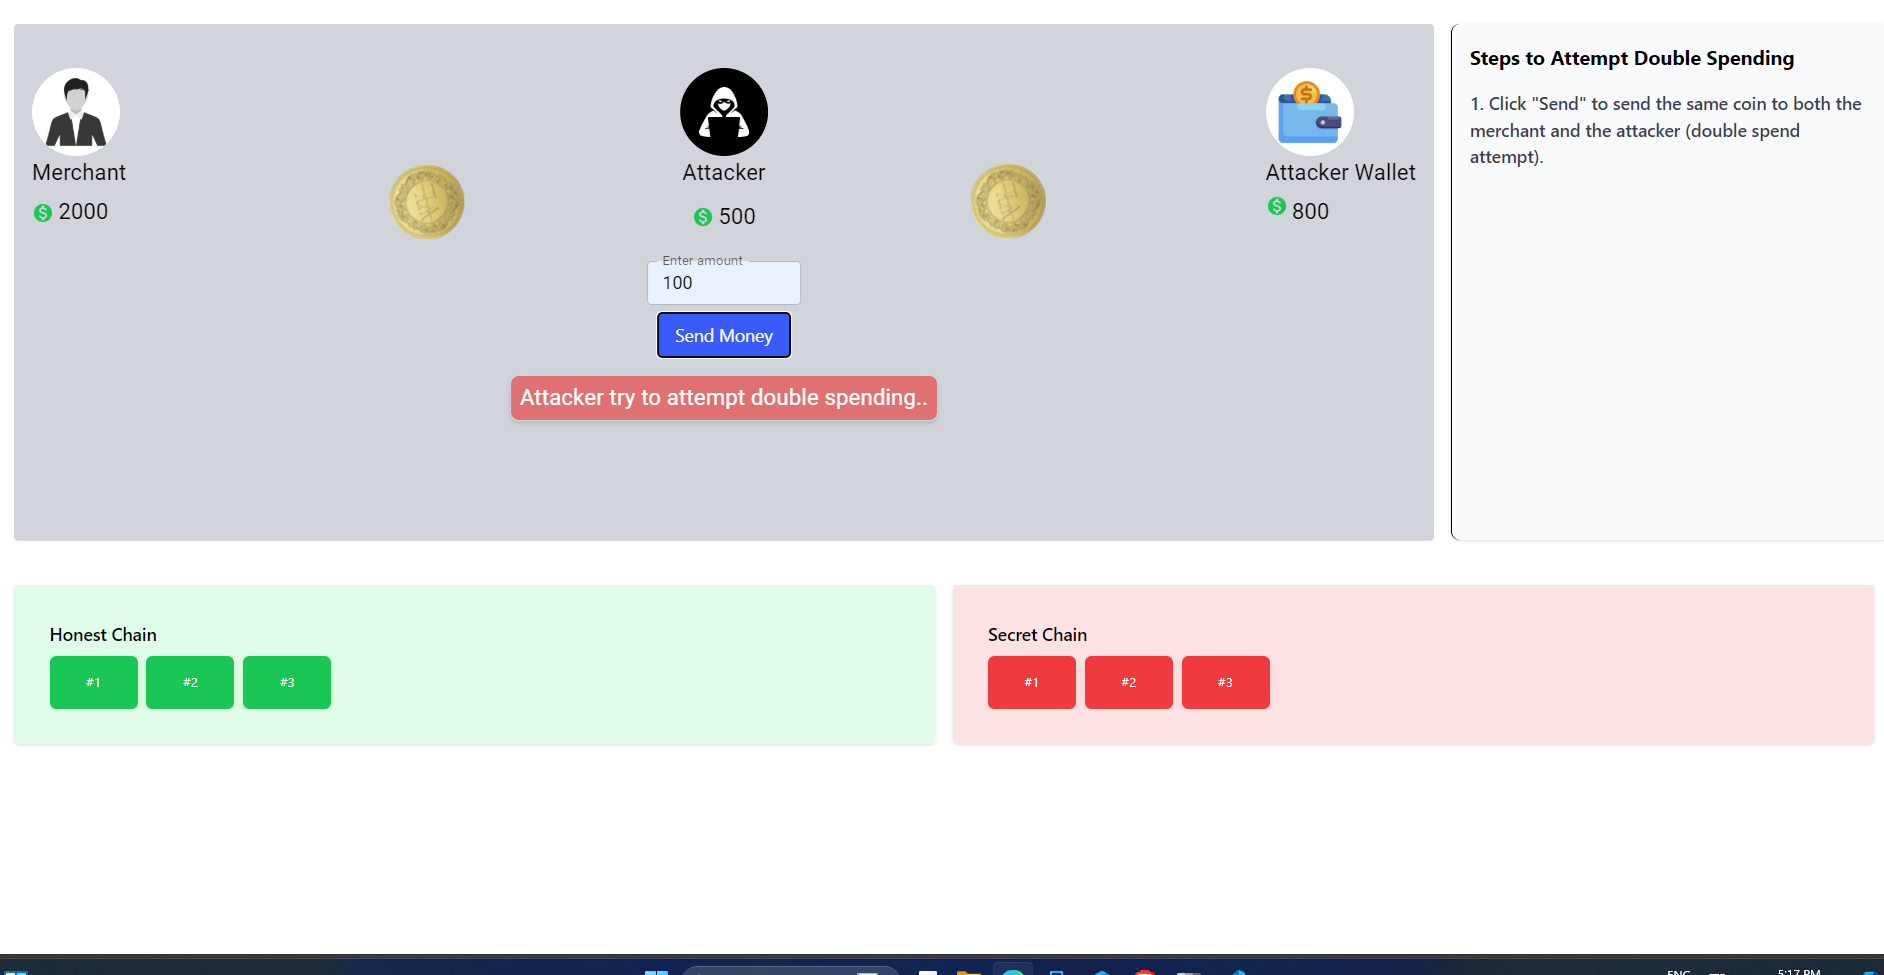 Merchant
2000
Attacker
500
Attacker Wallet
800
Enter amount
100
Send Money
Attacker try to attempt double spending..
Steps to Attempt Double Spending
1. Click "Send" to send the same coin to both the
merchant and the attacker (double spend
attempt).
Honest Chain
#1 #2 #3
Secret Chain
#1 #2 #3
ENG
5:17 PM